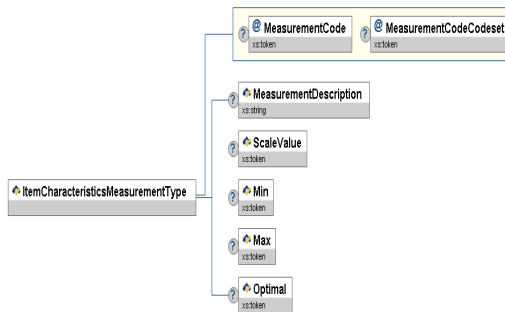 ? @ MeasurementCode ? @ MeasurementCodeCodeset
xs:token xs:token
? MeasurementDescription
xs:string
? ScaleValue
xs:token
ItemCharacteristicsMeasurementType
? Min
xs:token
? Max
xs:token
? Optimal
xs:token